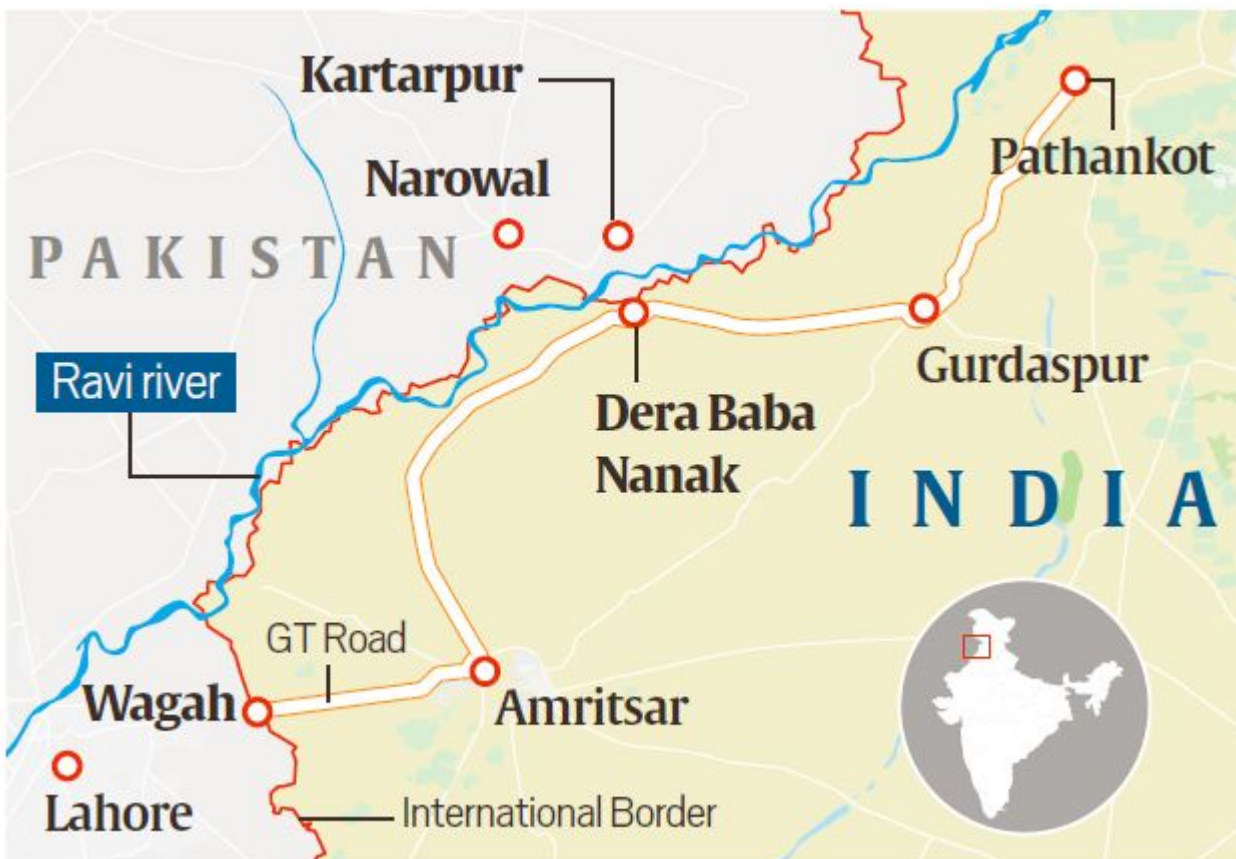 Kartarpur
Narowal
Pathankot
PAKISTAN
Ravi river
Gurdaspur
Dera Baba
Nanak
INDIA
GT Road
Wagah
Amritsar
Lahore
International Border